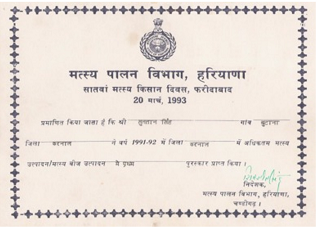 मत्स्य पालन विभाग, हरियाणा
सातवां मत्स्य किसान दिवस, फरीदाबाद
20 मार्च, 1993
प्रमाणित किया जाता है कि श्री सुल्तान सिंह गांव बुटाना
जिला करनाल ने वर्ष 1991-92 में जिला करनाल में अधिकतम मत्स्य
उत्पादन/मत्स्य बीज उत्पादन में प्रथम पुरस्कार प्राप्त किया।
निदेशक,
मत्स्य पालन विभाग, हरियाणा,
चण्डीगढ़।